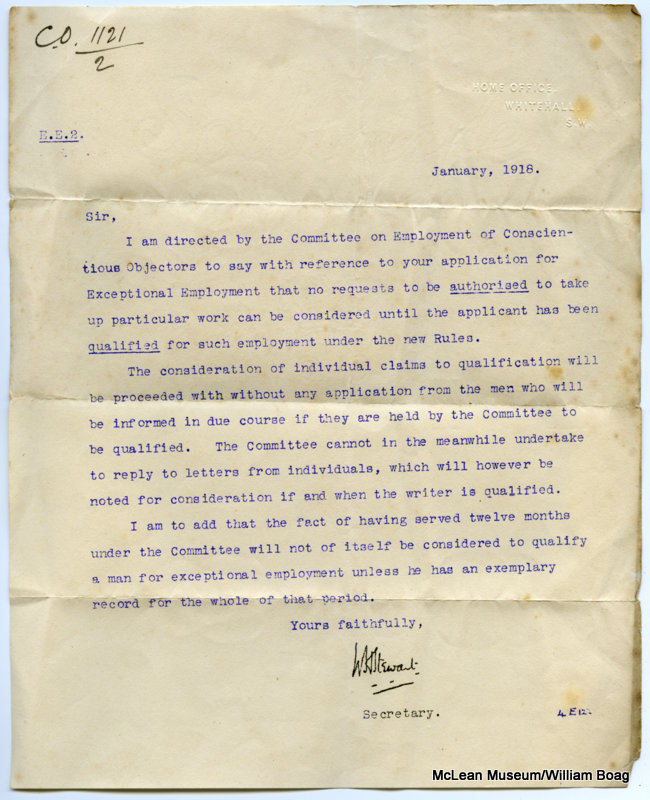 C.O. 1121
2
HOME OFFICE,
WHITEHALL,
S.W.
E.E.2.
January, 1918.
Sir,
I am directed by the Committee on Employment of Conscien-
tious Objectors to say with reference to your application for
Exceptional Employment that no requests to be authorised to take
up particular work can be considered until the applicant has been
qualified for such employment under the new Rules.
The consideration of individual claims to qualification will
be proceeded with without any application from the men who will
be informed in due course if they are held by the Committee to
be qualified. The Committee cannot in the meanwhile undertake
to reply to letters from individuals, which will however be
noted for consideration if and when the writer is qualified.
I am to add that the fact of having served twelve months
under the Committee will not of itself be considered to qualify
a man for exceptional employment unless he has an exemplary
record for the whole of that period.
Yours faithfully,
Stewart
Secretary.
McLean Museum/William Boag